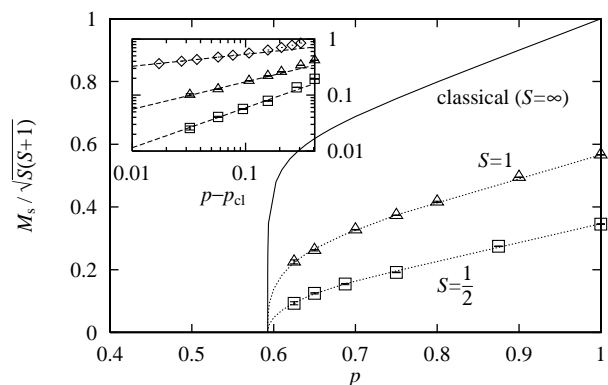 1
0.8
0.6
0.4
0.2
0
0.4 0.5 0.6 0.7 0.8 0.9 1.0
p
M_s / √S(S+1)
1
0.1
0.01
0.01 0.1
p−p_cl
classical (S=∞)
S=1
S=1/2